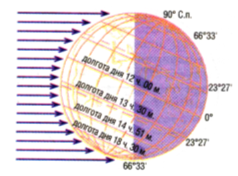 90° С.п.
66°33'
23°27'
0°
23°27'
66°33'
долгота дня 12 ч. 00 м.
долгота дня 13 ч. 30 м.
долгота дня 14 ч. 51 м.
долгота дня 18 ч. 30 м.